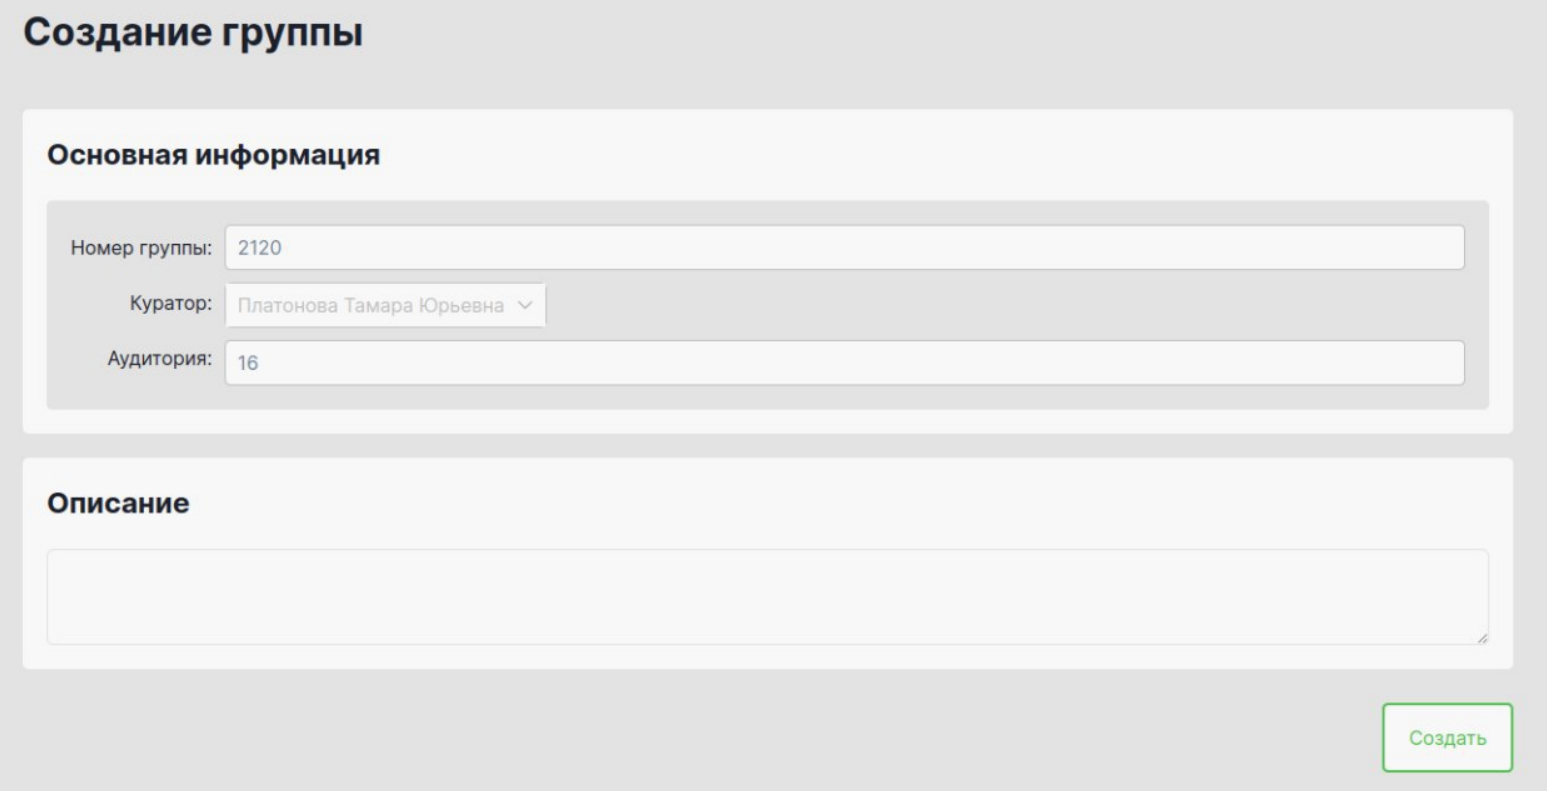 Создание группы
Основная информация
Номер группы: 2120
Куратор: Платонова Тамара Юрьевна
Аудитория: 16
Описание
Создать